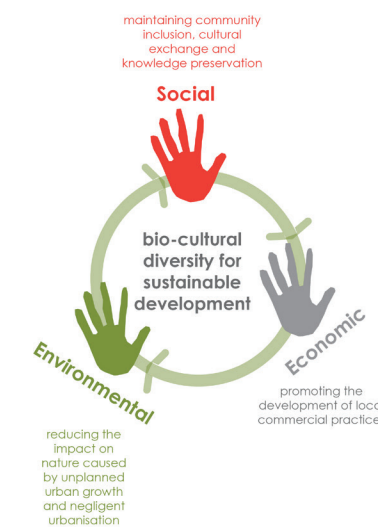 maintaining community
inclusion, cultural
exchange and
knowledge preservation
Social
bio-cultural
diversity for
sustainable
development
Economic
promoting the
development of
commercial
Environmental
reducing the
impact on
nature caused
by unplanned
urban growth
and negligent
urbanisation